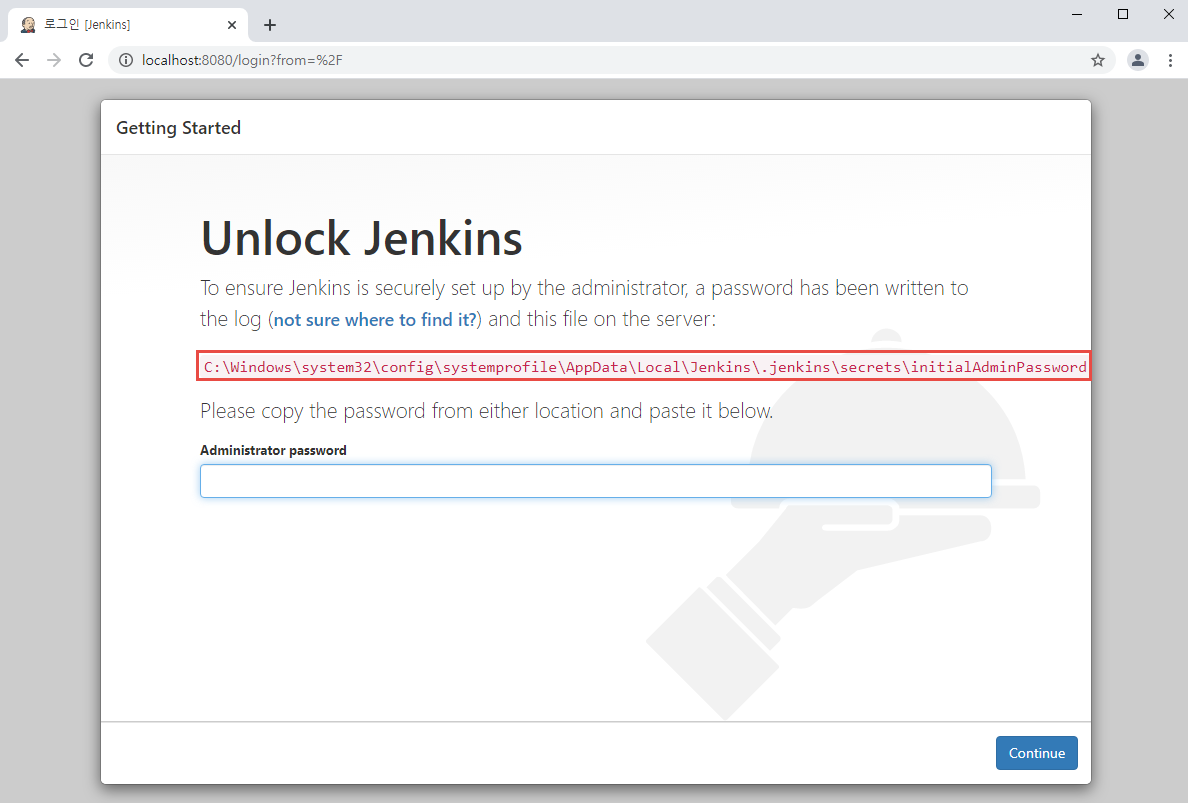 로그인 [Jenkins]
localhost:8080/login?from=%2F
Getting Started
Unlock Jenkins
To ensure Jenkins is securely set up by the administrator, a password has been written to
the log (not sure where to find it?) and this file on the server:
C:\Windows\system32\config\systemprofile\AppData\Local\Jenkins\.jenkins\secrets\initialAdminPassword
Please copy the password from either location and paste it below.
Administrator password
Continue